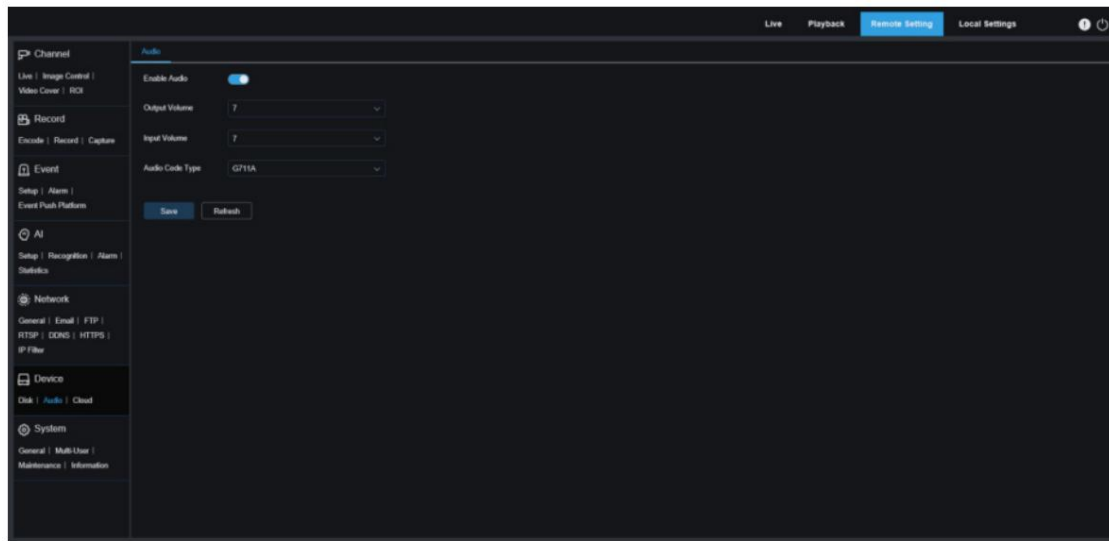 Live Playback Remote Setting Local Settings
Channel
Live | Image Control |
Video Cover | ROI
Record
Encode | Record | Capture
Event
Setup | Alarm |
Event Push Platform
AI
Setup | Recognition | Alarm |
Statistics
Network
General | Email | FTP |
RTSP | DDNS | HTTPS |
IP Filter
Device
Disk | Audio | Cloud
System
General | Multi-User |
Maintenance | Information
Audio
Enable Audio
Output Volume 7
Input Volume 7
Audio Code Type G711A
Save Refresh